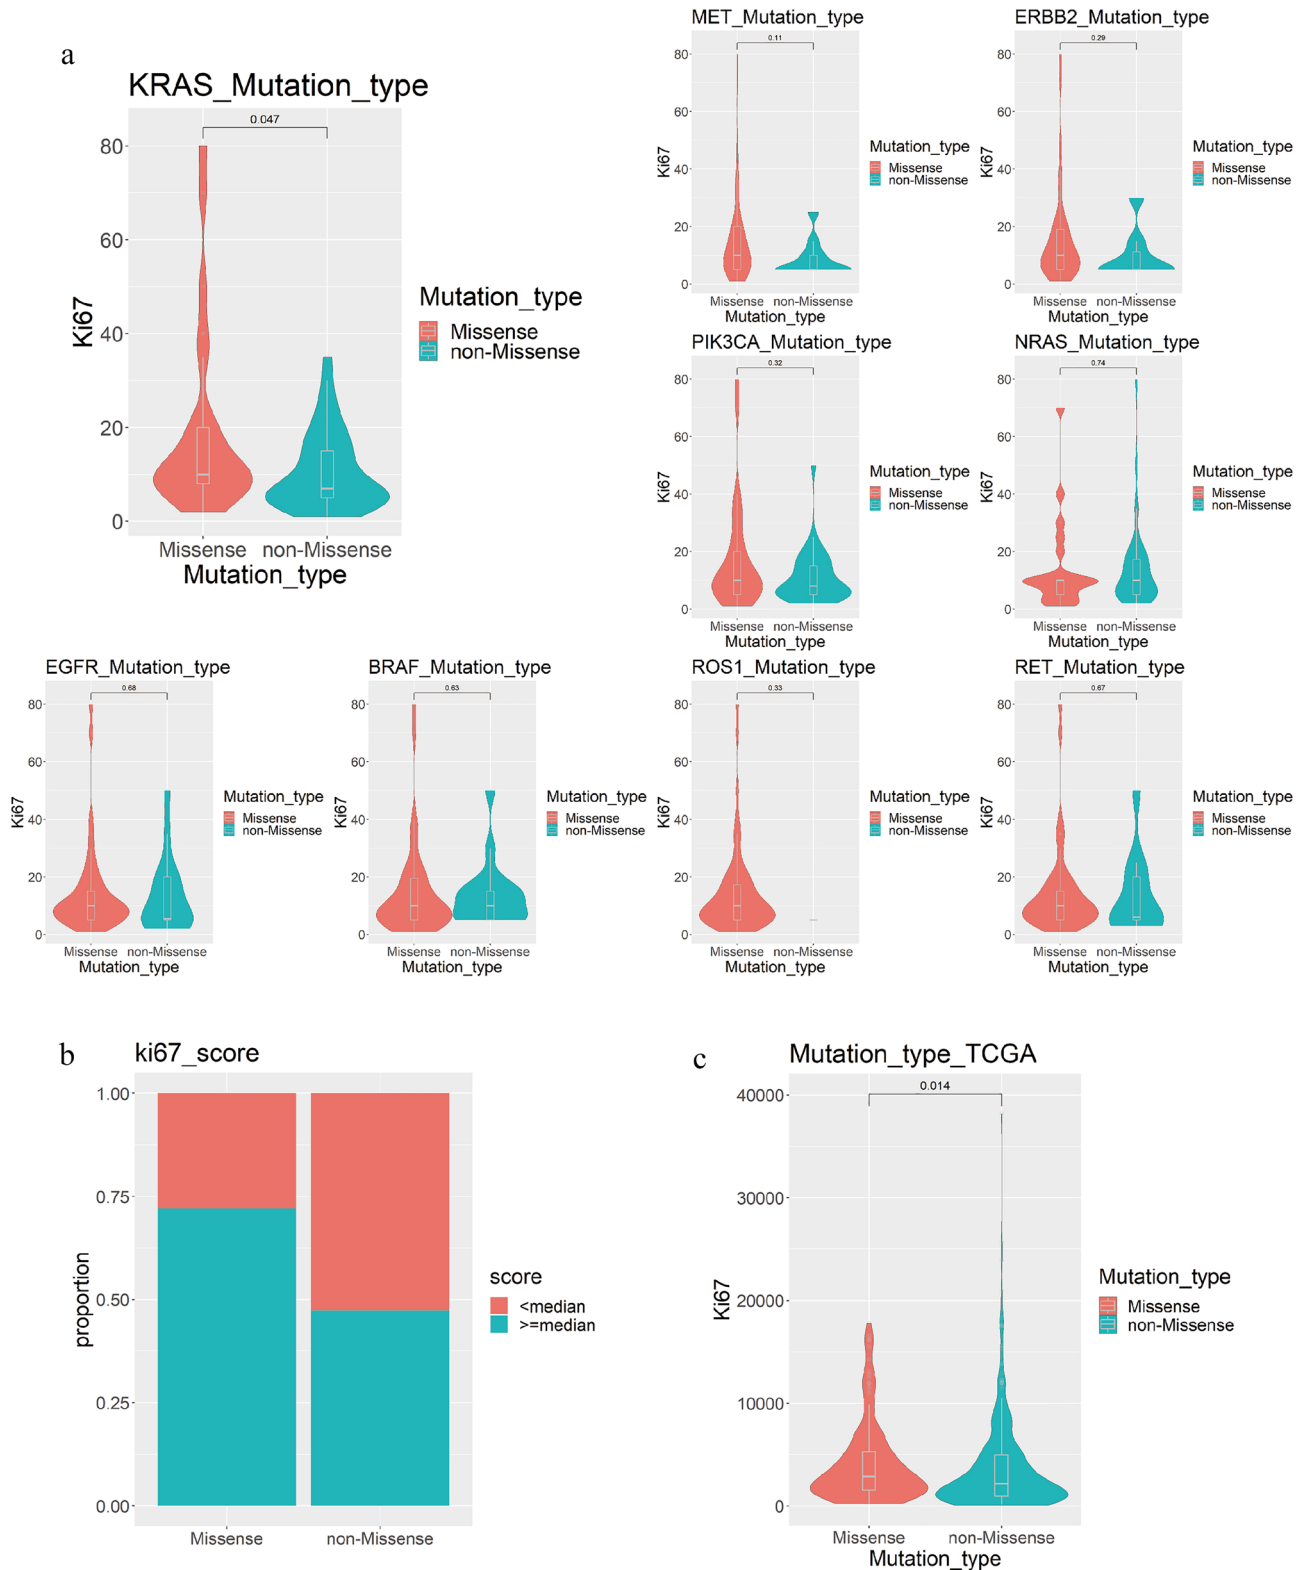 a
KRAS_Mutation_type
0.047
80
60
40
20
0
Ki67
Missense non-Missense
Mutation_type
Mutation_type
Missense
non-Missense
MET_Mutation_type
0.11
80
60
40
20
0
Ki67
Missense non-Missense
Mutation_type
Mutation_type
Missense
non-Missense
ERBB2_Mutation_type
0.29
80
60
40
20
0
Ki67
Missense non-Missense
Mutation_type
Mutation_type
Missense
non-Missense
PIK3CA_Mutation_type
0.32
80
60
40
20
0
Ki67
Missense non-Missense
Mutation_type
Mutation_type
Missense
non-Missense
NRAS_Mutation_type
0.74
80
60
40
20
0
Ki67
Missense non-Missense
Mutation_type
Mutation_type
Missense
non-Missense
EGFR_Mutation_type
0.68
80
60
40
20
0
Ki67
Missense non-Missense
Mutation_type
Mutation_type
Missense
non-Missense
BRAF_Mutation_type
0.63
80
60
40
20
0
Ki67
Missense non-Missense
Mutation_type
Mutation_type
Missense
non-Missense
ROS1_Mutation_type
0.33
80
60
40
20
0
Ki67
Missense non-Missense
Mutation_type
Mutation_type
Missense
non-Missense
RET_Mutation_type
0.67
80
60
40
20
0
Ki67
Missense non-Missense
Mutation_type
Mutation_type
Missense
non-Missense
b
ki67_score
1.00
0.75
0.50
0.25
0.00
proportion
Missense non-Missense
score
<median
>=median
c
Mutation_type_TCGA
0.014
40000
30000
20000
10000
0
Ki67
Missense non-Missense
Mutation_type
Mutation_type
Missense
non-Missense